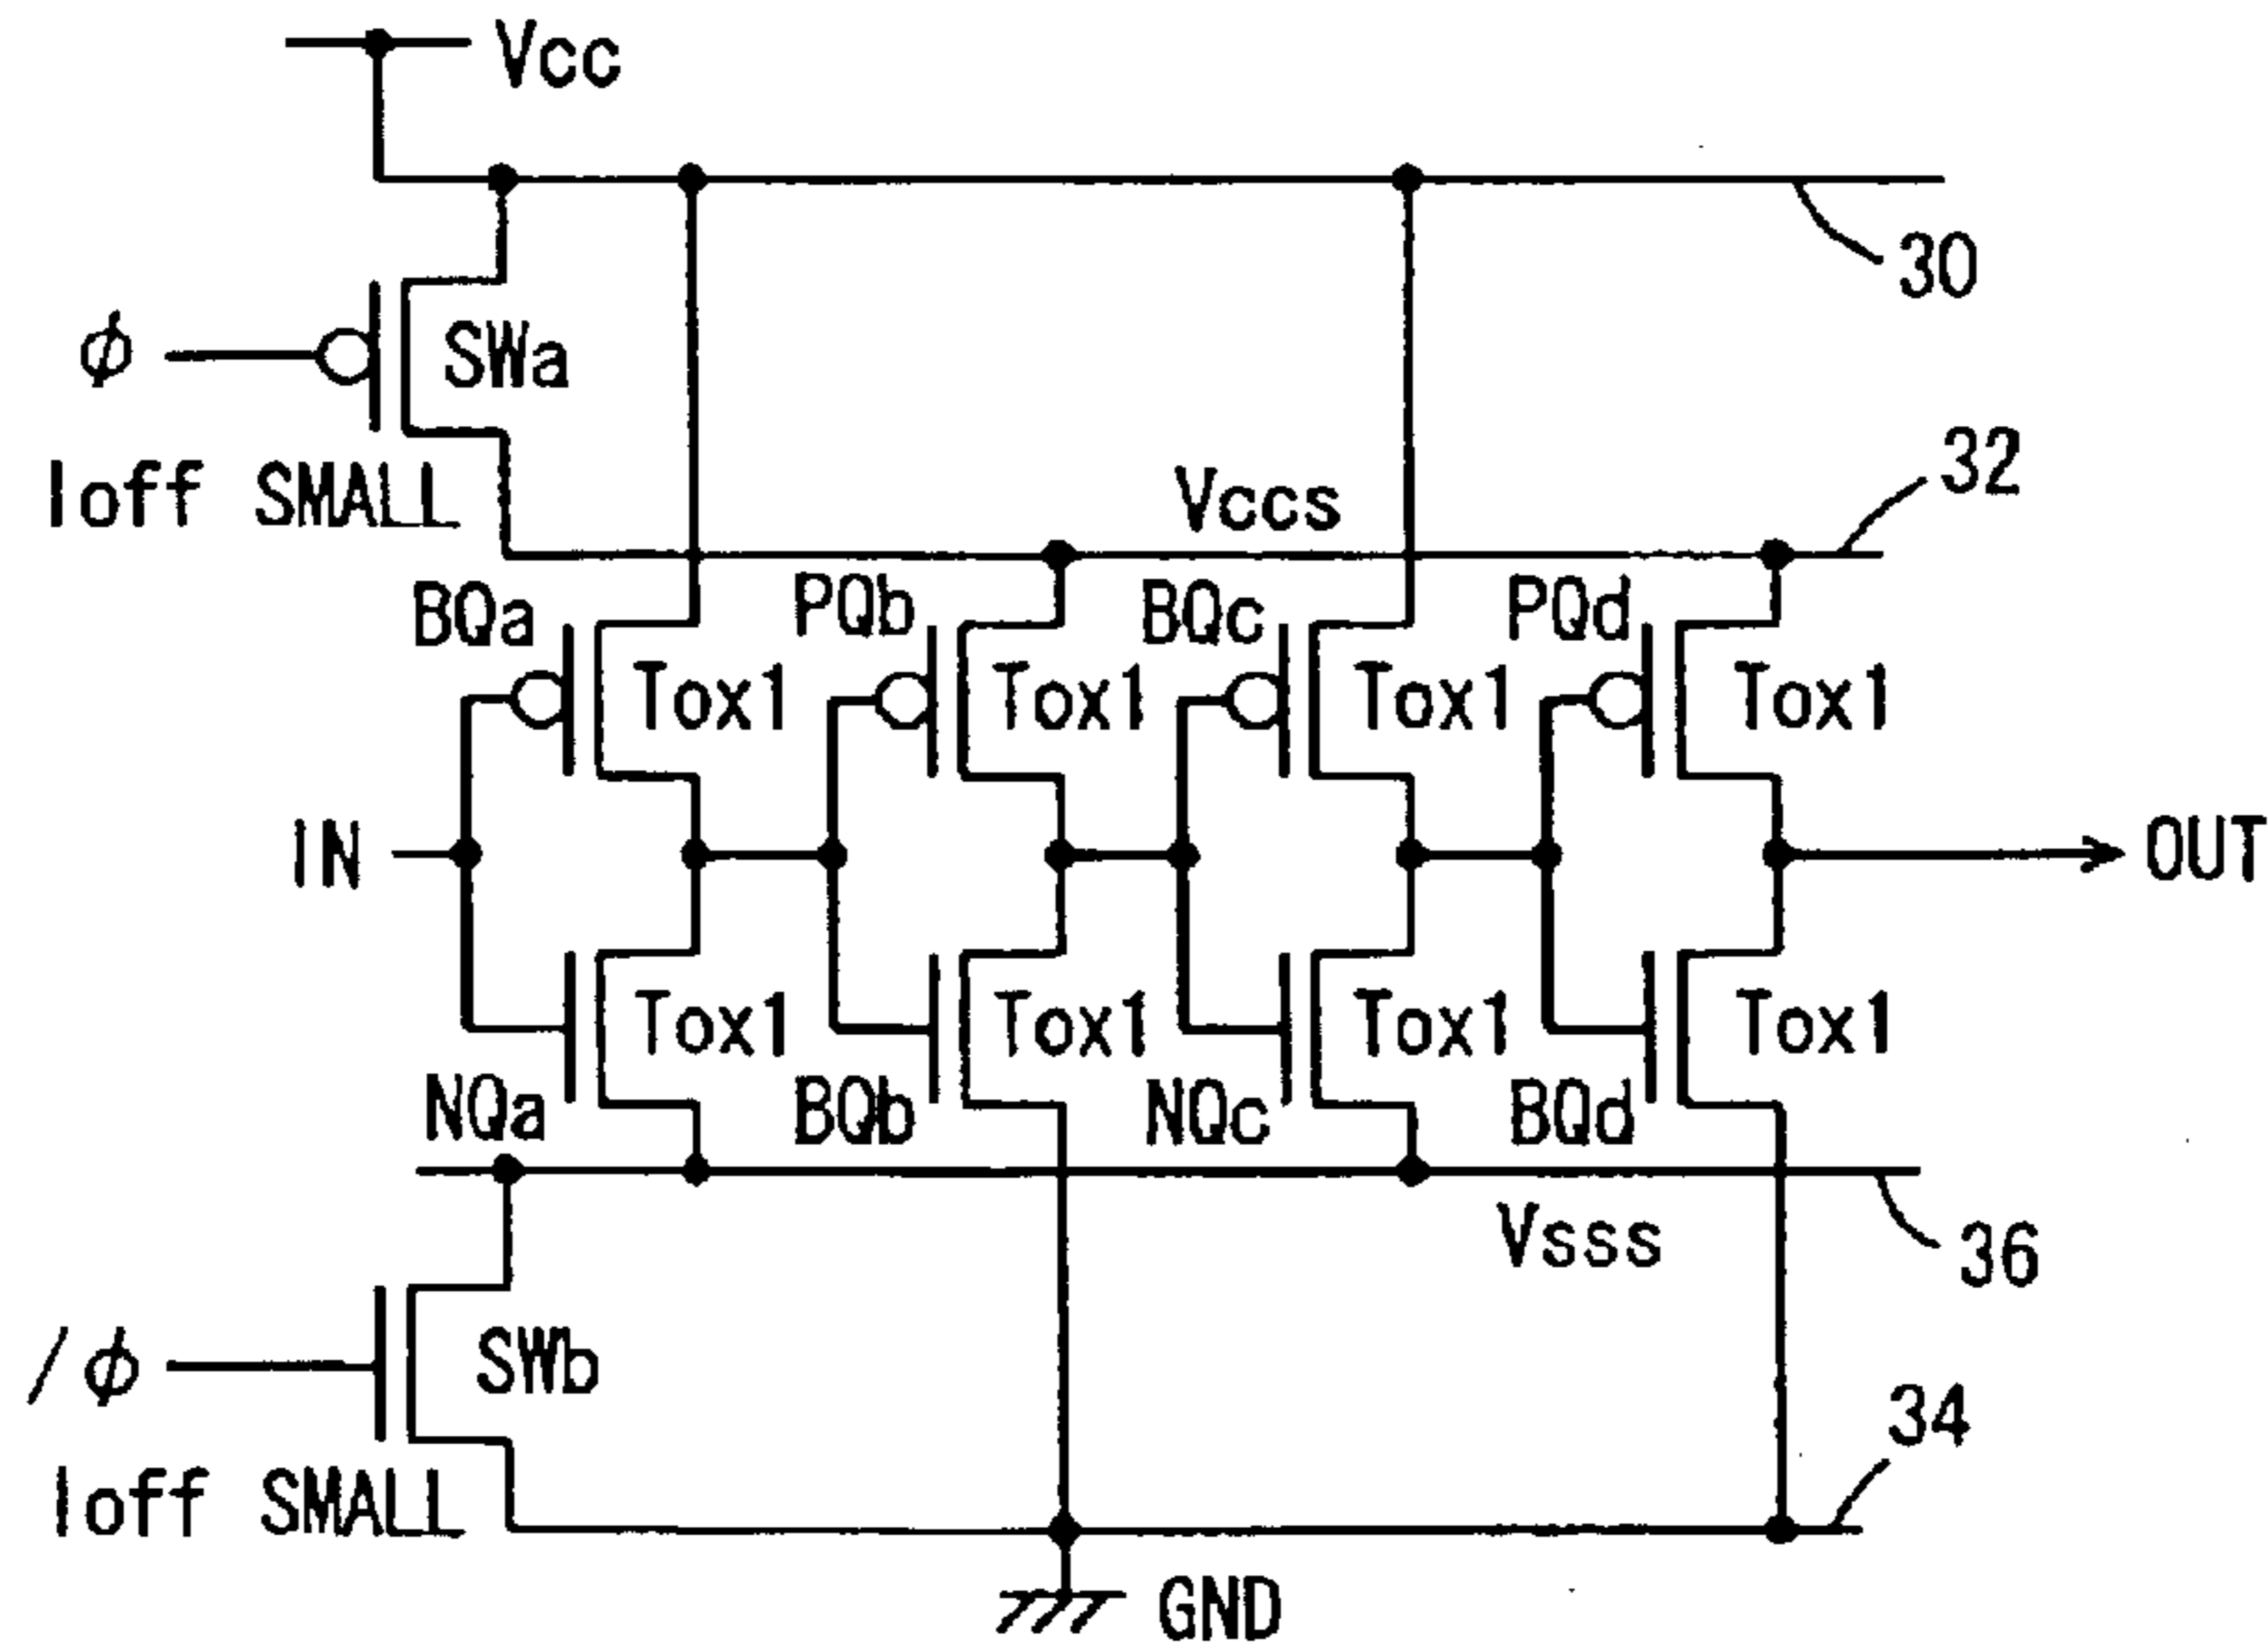 Vcc
30
φ
SWa
Ioff SMALL
Vccs
32
BQa
PQb
BQc
PQd
Tox1
Tox1
Tox1
Tox1
IN
OUT
Tox1
Tox1
Tox1
Tox1
NQa
BQb
NQc
BQd
Vsss
36
/φ
SWb
Ioff SMALL
34
GND